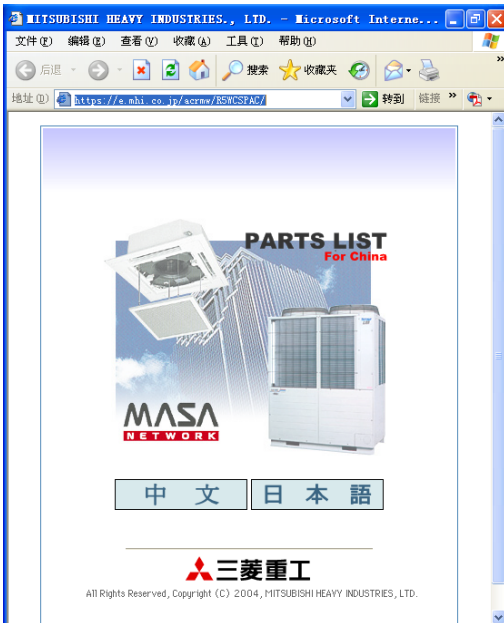 MITSUBISHI HEAVY INDUSTRIES., LTD. - Microsoft Interne...
文件(F) 编辑(E) 查看(V) 收藏(A) 工具(T) 帮助(H)
后退 搜索 收藏夹 »
地址(D) https://e.mhi.co.jp/acrmw/R5WCSPAC/ 转到 链接 »
PARTS LIST
For China
MASA
NETWORK
中文 日本語
三菱重工
All Rights Reserved, Copyright (C) 2004, MITSUBISHI HEAVY INDUSTRIES, LTD.